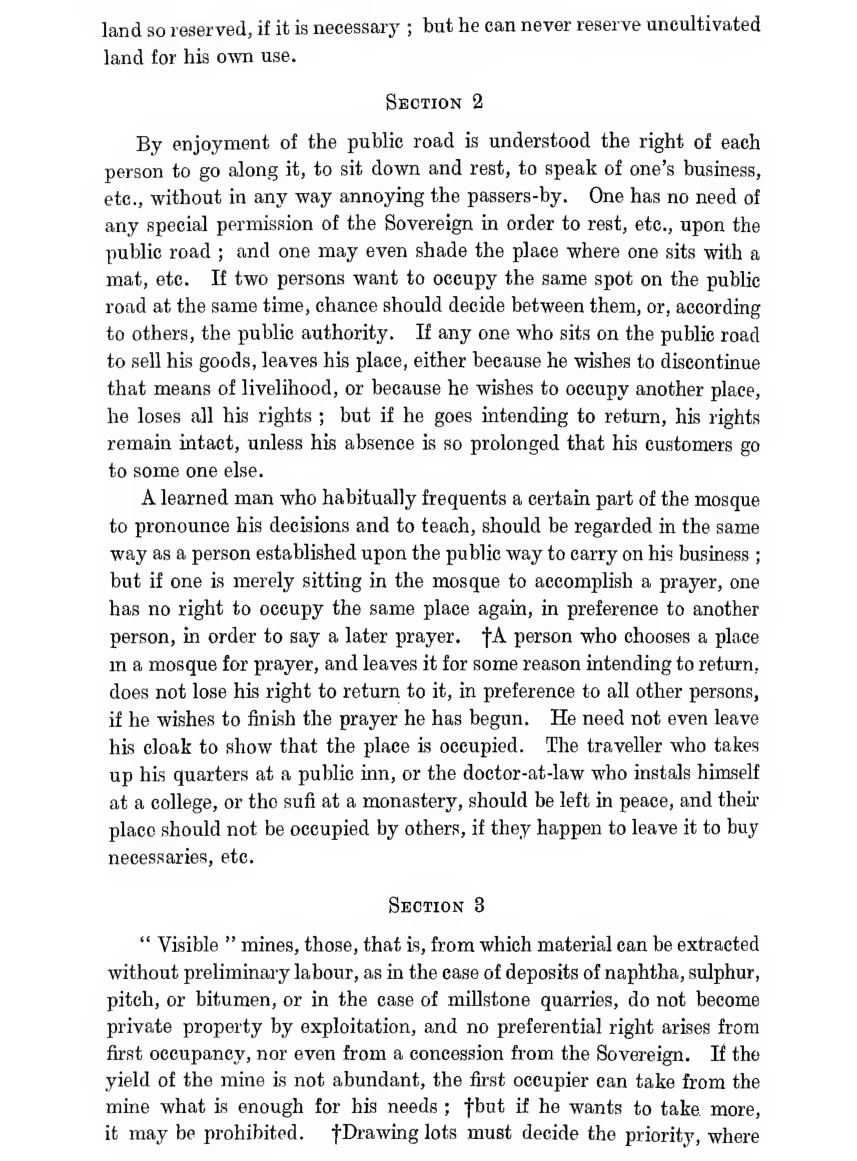 land so reserved, if it is necessary ; but he can never reserve uncultivated
land for his own use.
SECTION 2
By enjoyment of the public road is understood the right of each
person to go along it, to sit down and rest, to speak of one's business,
etc., without in any way annoying the passers-by. One has no need of
any special permission of the Sovereign in order to rest, etc., upon the
public road ; and one may even shade the place where one sits with a
mat, etc. If two persons want to occupy the same spot on the public
road at the same time, chance should decide between them, or, according
to others, the public authority. If any one who sits on the public road
to sell his goods, leaves his place, either because he wishes to discontinue
that means of livelihood, or because he wishes to occupy another place,
he loses all his rights ; but if he goes intending to return, his rights
remain intact, unless his absence is so prolonged that his customers go
to some one else.
A learned man who habitually frequents a certain part of the mosque
to pronounce his decisions and to teach, should be regarded in the same
way as a person established upon the public way to carry on his business ;
but if one is merely sitting in the mosque to accomplish a prayer, one
has no right to occupy the same place again, in preference to another
person, in order to say a later prayer. †A person who chooses a place
in a mosque for prayer, and leaves it for some reason intending to return,
does not lose his right to return to it, in preference to all other persons,
if he wishes to finish the prayer he has begun. He need not even leave
his cloak to show that the place is occupied. The traveller who takes
up his quarters at a public inn, or the doctor-at-law who instals himself
at a college, or the sufi at a monastery, should be left in peace, and their
place should not be occupied by others, if they happen to leave it to buy
necessaries, etc.
SECTION 3
" Visible " mines, those, that is, from which material can be extracted
without preliminary labour, as in the case of deposits of naphtha, sulphur,
pitch, or bitumen, or in the case of millstone quarries, do not become
private property by exploitation, and no preferential right arises from
first occupancy, nor even from a concession from the Sovereign. If the
yield of the mine is not abundant, the first occupier can take from the
mine what is enough for his needs ; †but if he wants to take more,
it may be prohibited. †Drawing lots must decide the priority, where